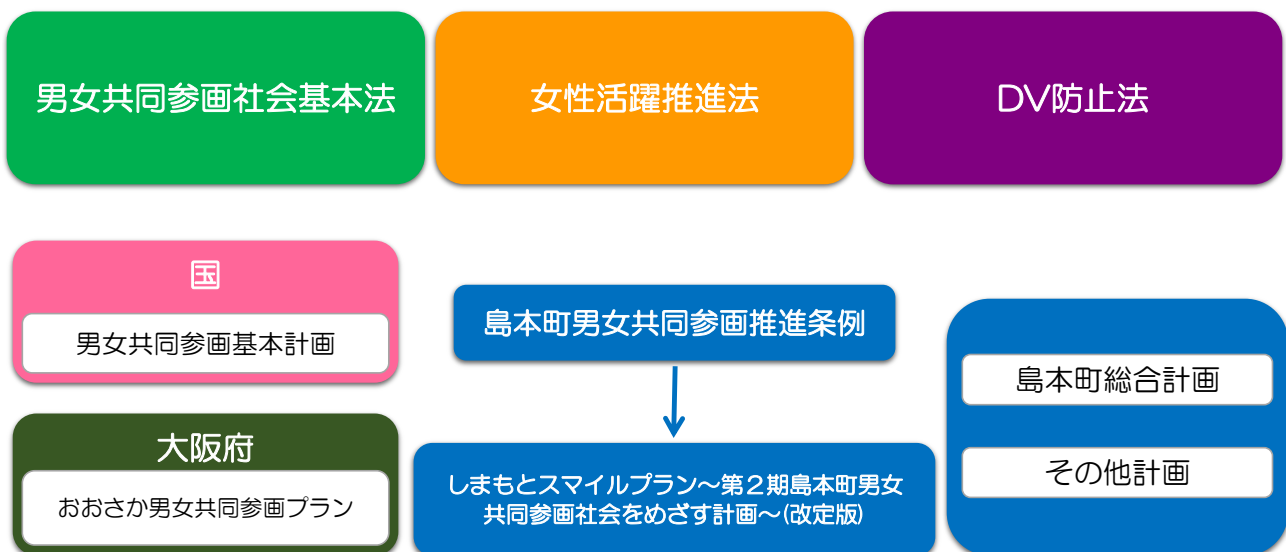 男女共同参画社会基本法
女性活躍推進法
DV防止法
国
男女共同参画基本計画
大阪府
おおさか男女共同参画プラン
島本町男女共同参画推進条例
しまもとスマイルプラン～第２期島本町男女
共同参画社会をめざす計画～(改定版)
島本町総合計画
その他計画